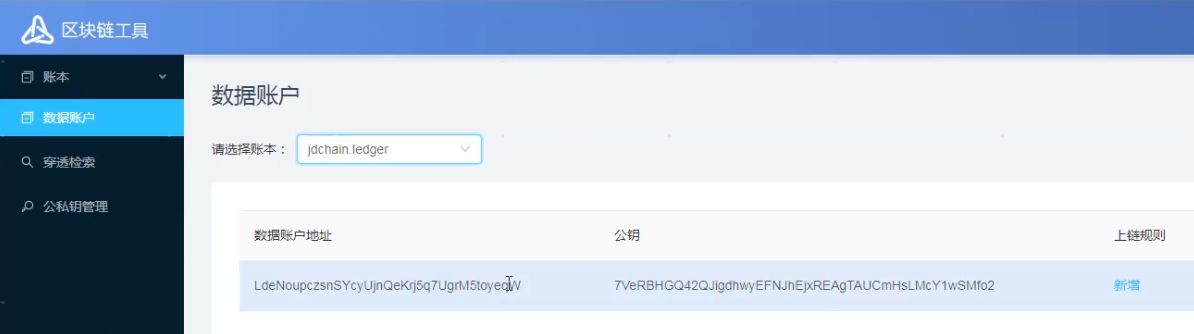 区块链工具
账本
数据账户
穿透检索
公私钥管理
数据账户
请选择账本： jdchain.ledger
数据账户地址 公钥 上链规则
LdeNoupczsnSYcyUjnQeKrj5q7UgrM5toyeqW 7VeRBHGQ42QJigdhwyEFNJhEjxREAgTAUCmHsLMcY1wSMfo2 新增